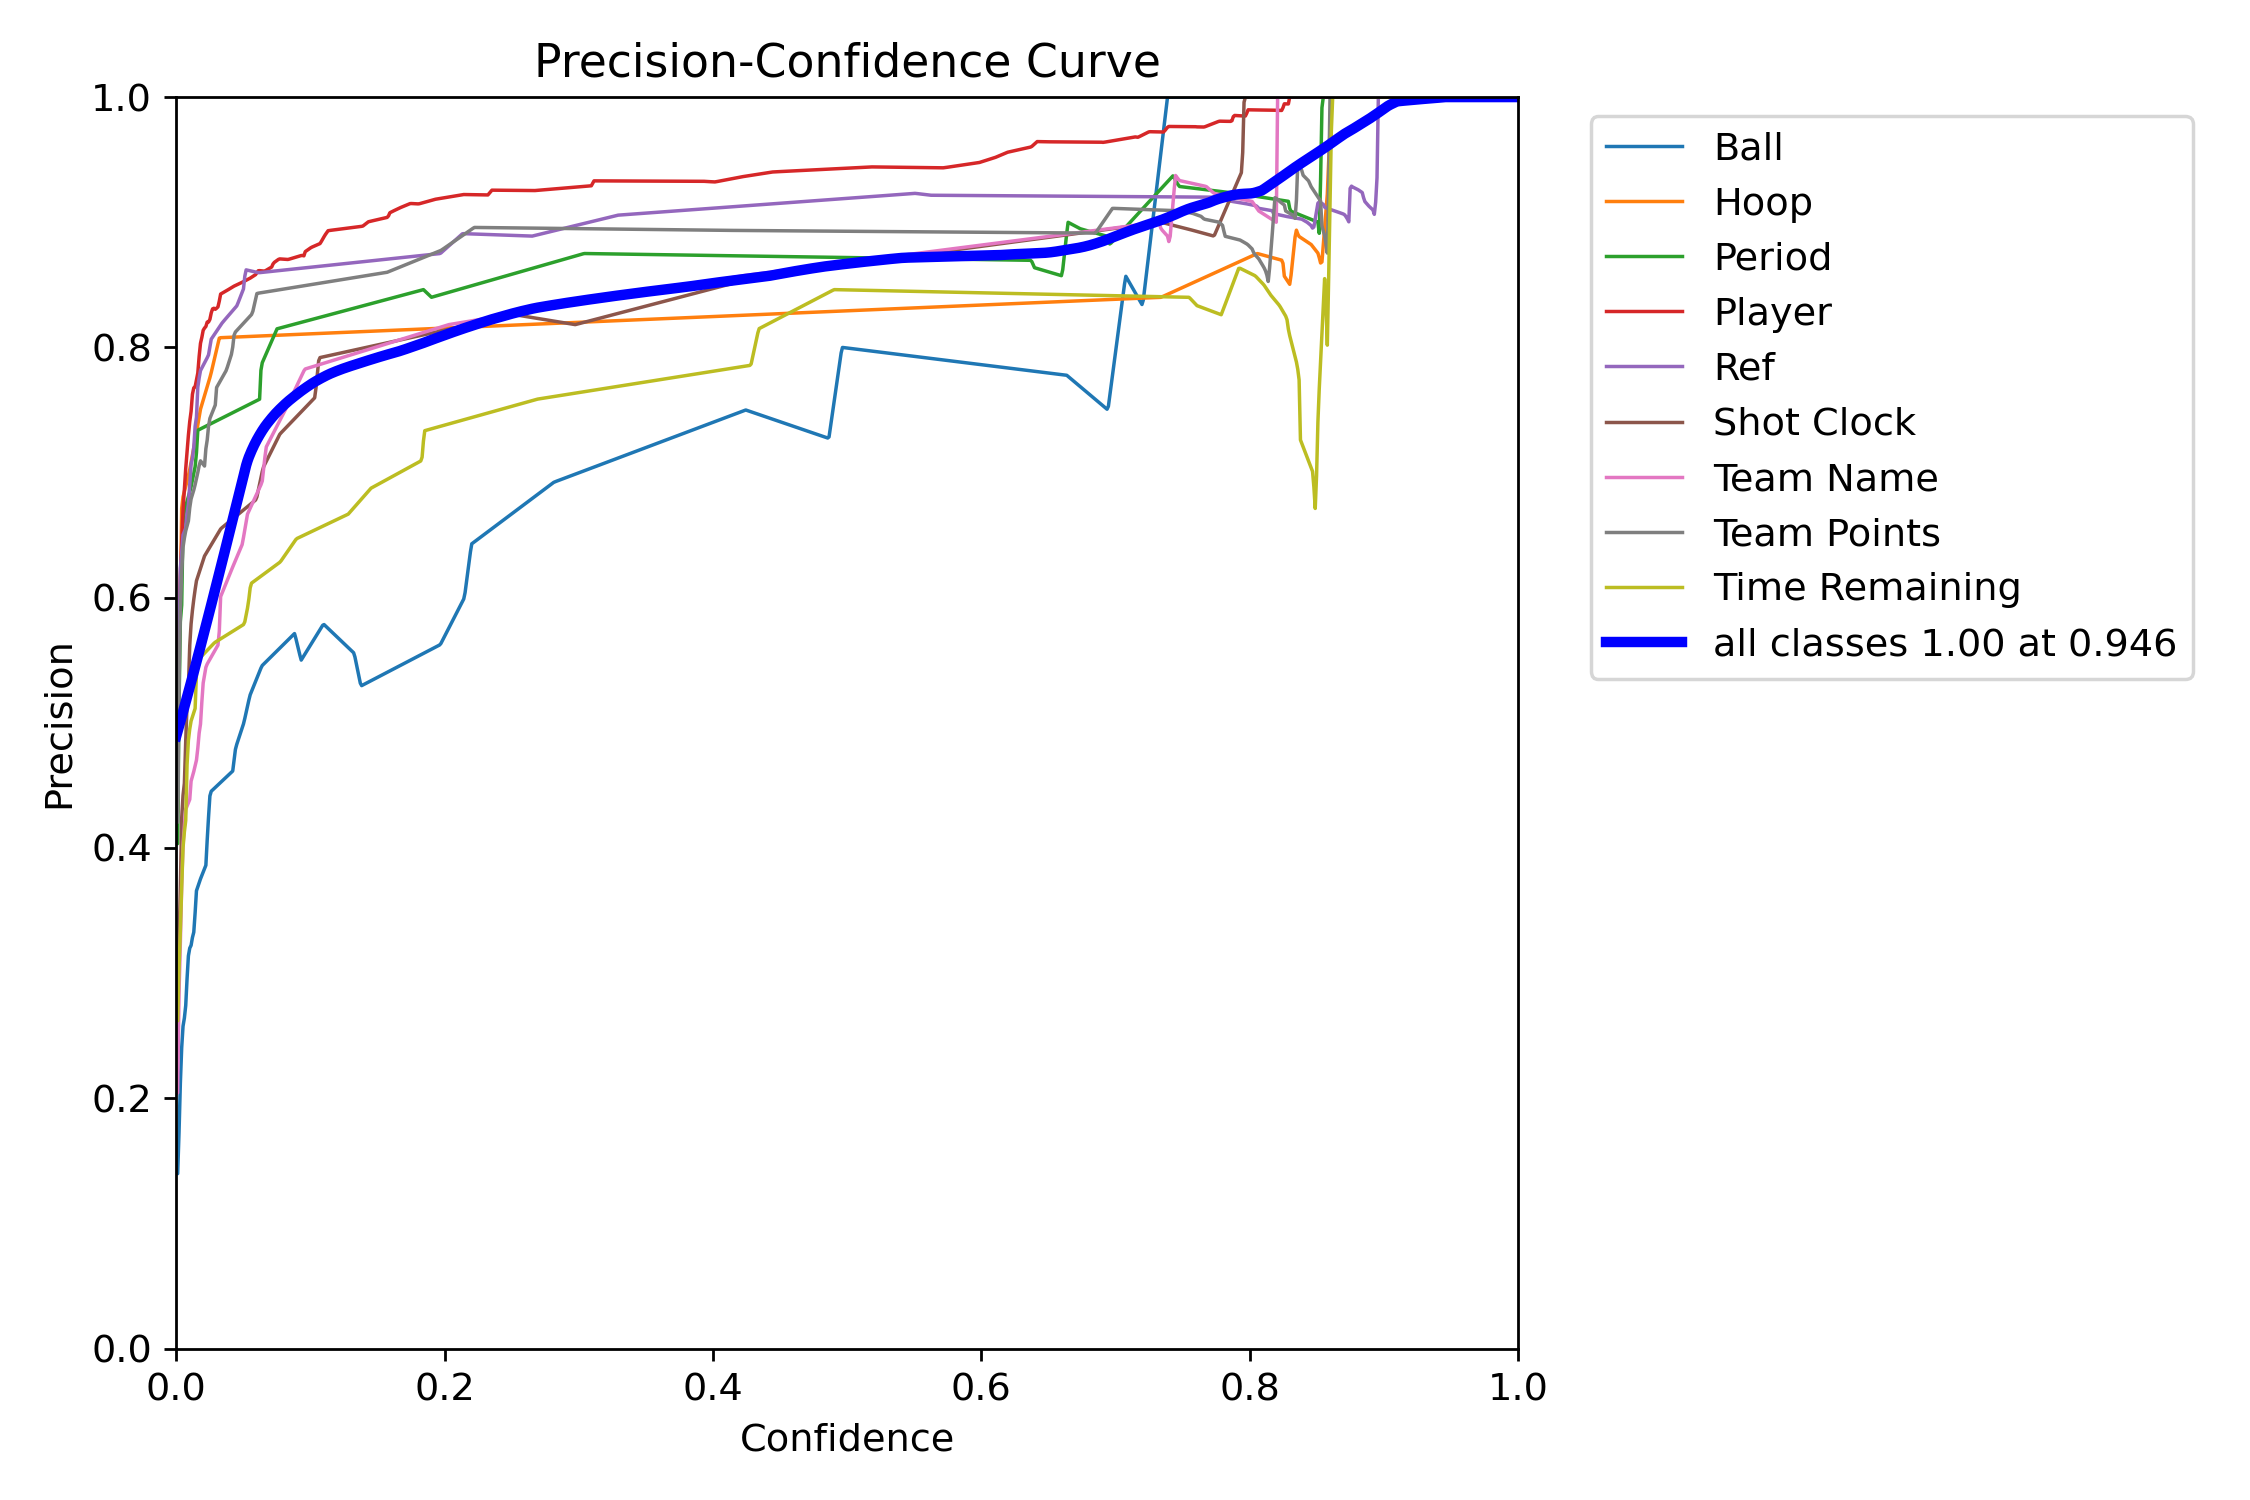 Precision-Confidence Curve
1.0
0.8
0.6
0.4
0.2
0.0
Precision
0.0 0.2 0.4 0.6 0.8 1.0
Confidence
Ball
Hoop
Period
Player
Ref
Shot Clock
Team Name
Team Points
Time Remaining
all classes 1.00 at 0.946